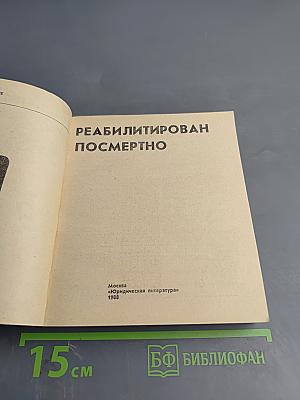 РЕАБИЛИТИРОВАН
ПОСМЕРТНО
Москва
«Юридическая литература»
1988
15 см
БФ БИБЛИОФАН